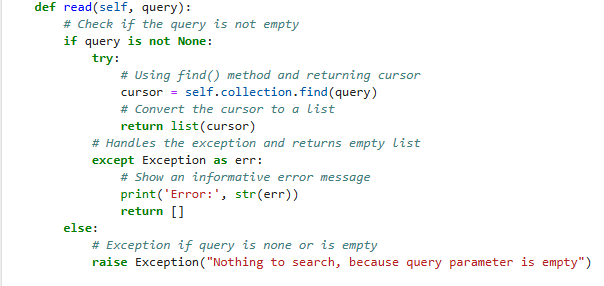 def read(self, query):
# Check if the query is not empty
if query is not None:
try:
# Using find() method and returning cursor
cursor = self.collection.find(query)
# Convert the cursor to a list
return list(cursor)
# Handles the exception and returns empty list
except Exception as err:
# Show an informative error message
print('Error:', str(err))
return []
else:
# Exception if query is none or is empty
raise Exception("Nothing to search, because query parameter is empty")